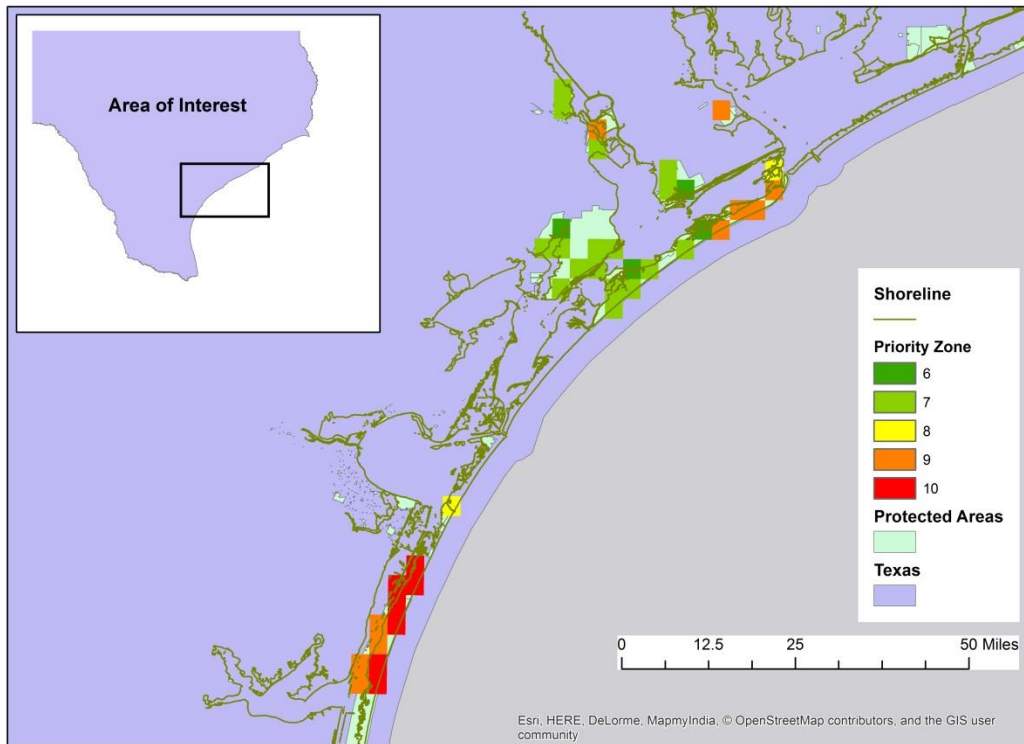 Area of Interest
Shoreline
Priority Zone
6
7
8
9
10
Protected Areas
Texas
0 12.5 25 50 Miles
Esri, HERE, DeLorme, MapmyIndia, © OpenStreetMap contributors, and the GIS user
community